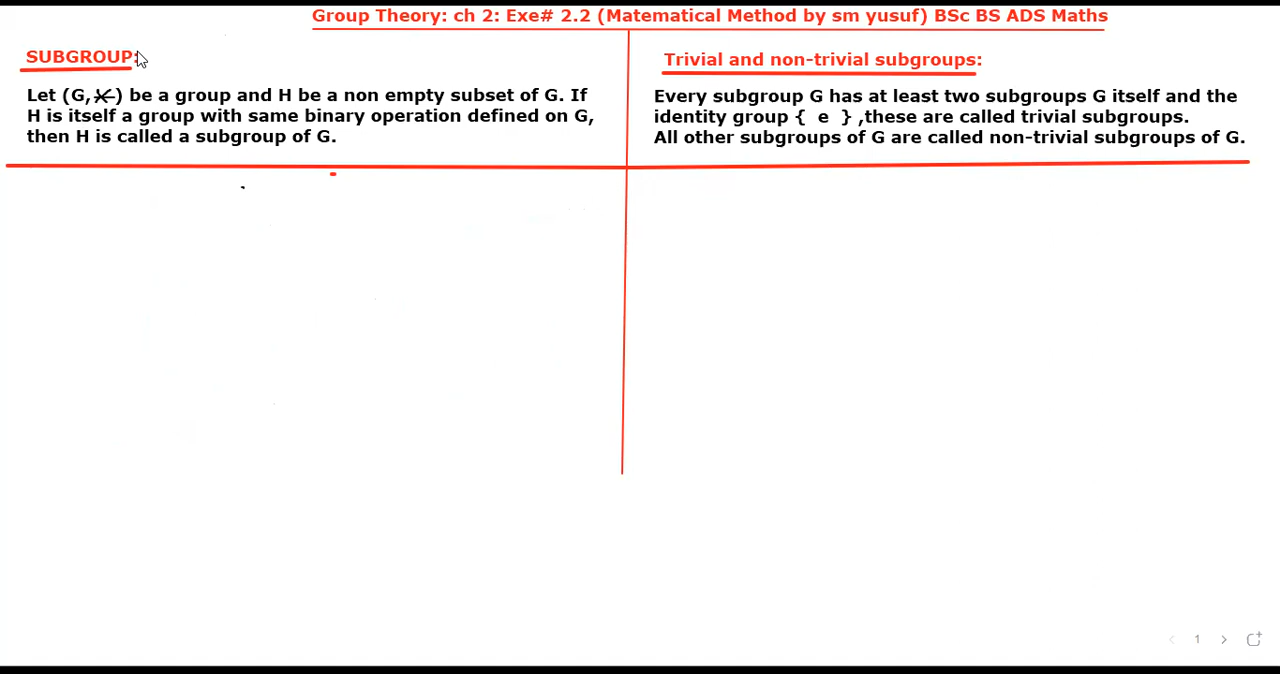 Group Theory: ch 2: Exe# 2.2 (Matematical Method by sm yusuf) BSc BS ADS Maths
SUBGROUP:
Let (G,*) be a group and H be a non empty subset of G. If
H is itself a group with same binary operation defined on G,
then H is called a subgroup of G.
Trivial and non-trivial subgroups:
Every subgroup G has at least two subgroups G itself and the
identity group { e } ,these are called trivial subgroups.
All other subgroups of G are called non-trivial subgroups of G.
1